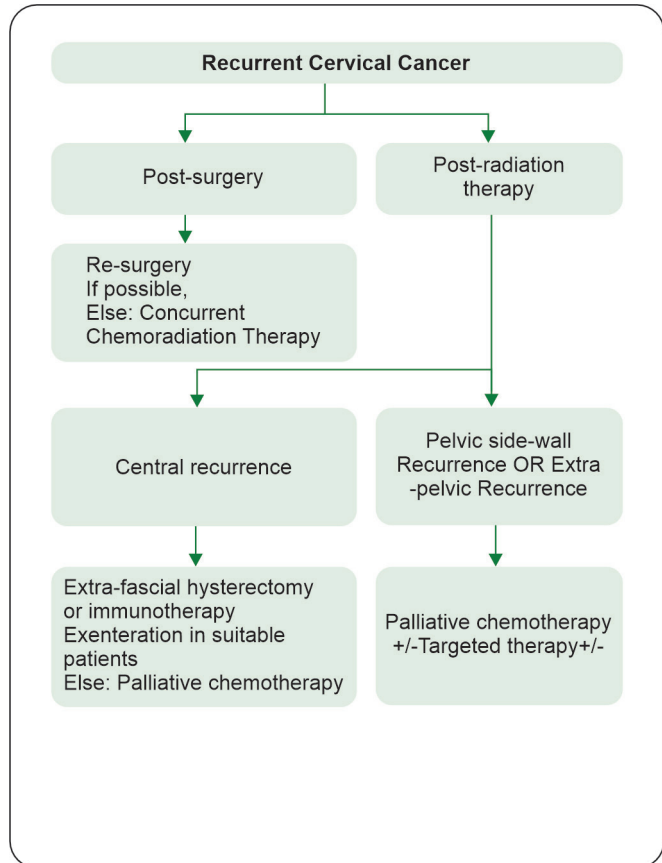 Recurrent Cervical Cancer
Post-surgery
Post-radiation
therapy
Re-surgery
If possible,
Else: Concurrent
Chemoradiation Therapy
Central recurrence
Pelvic side-wall
Recurrence OR Extra
-pelvic Recurrence
Extra-fascial hysterectomy
or immunotherapy
Exenteration in suitable
patients
Else: Palliative chemotherapy
Palliative chemotherapy
+/-Targeted therapy+/-